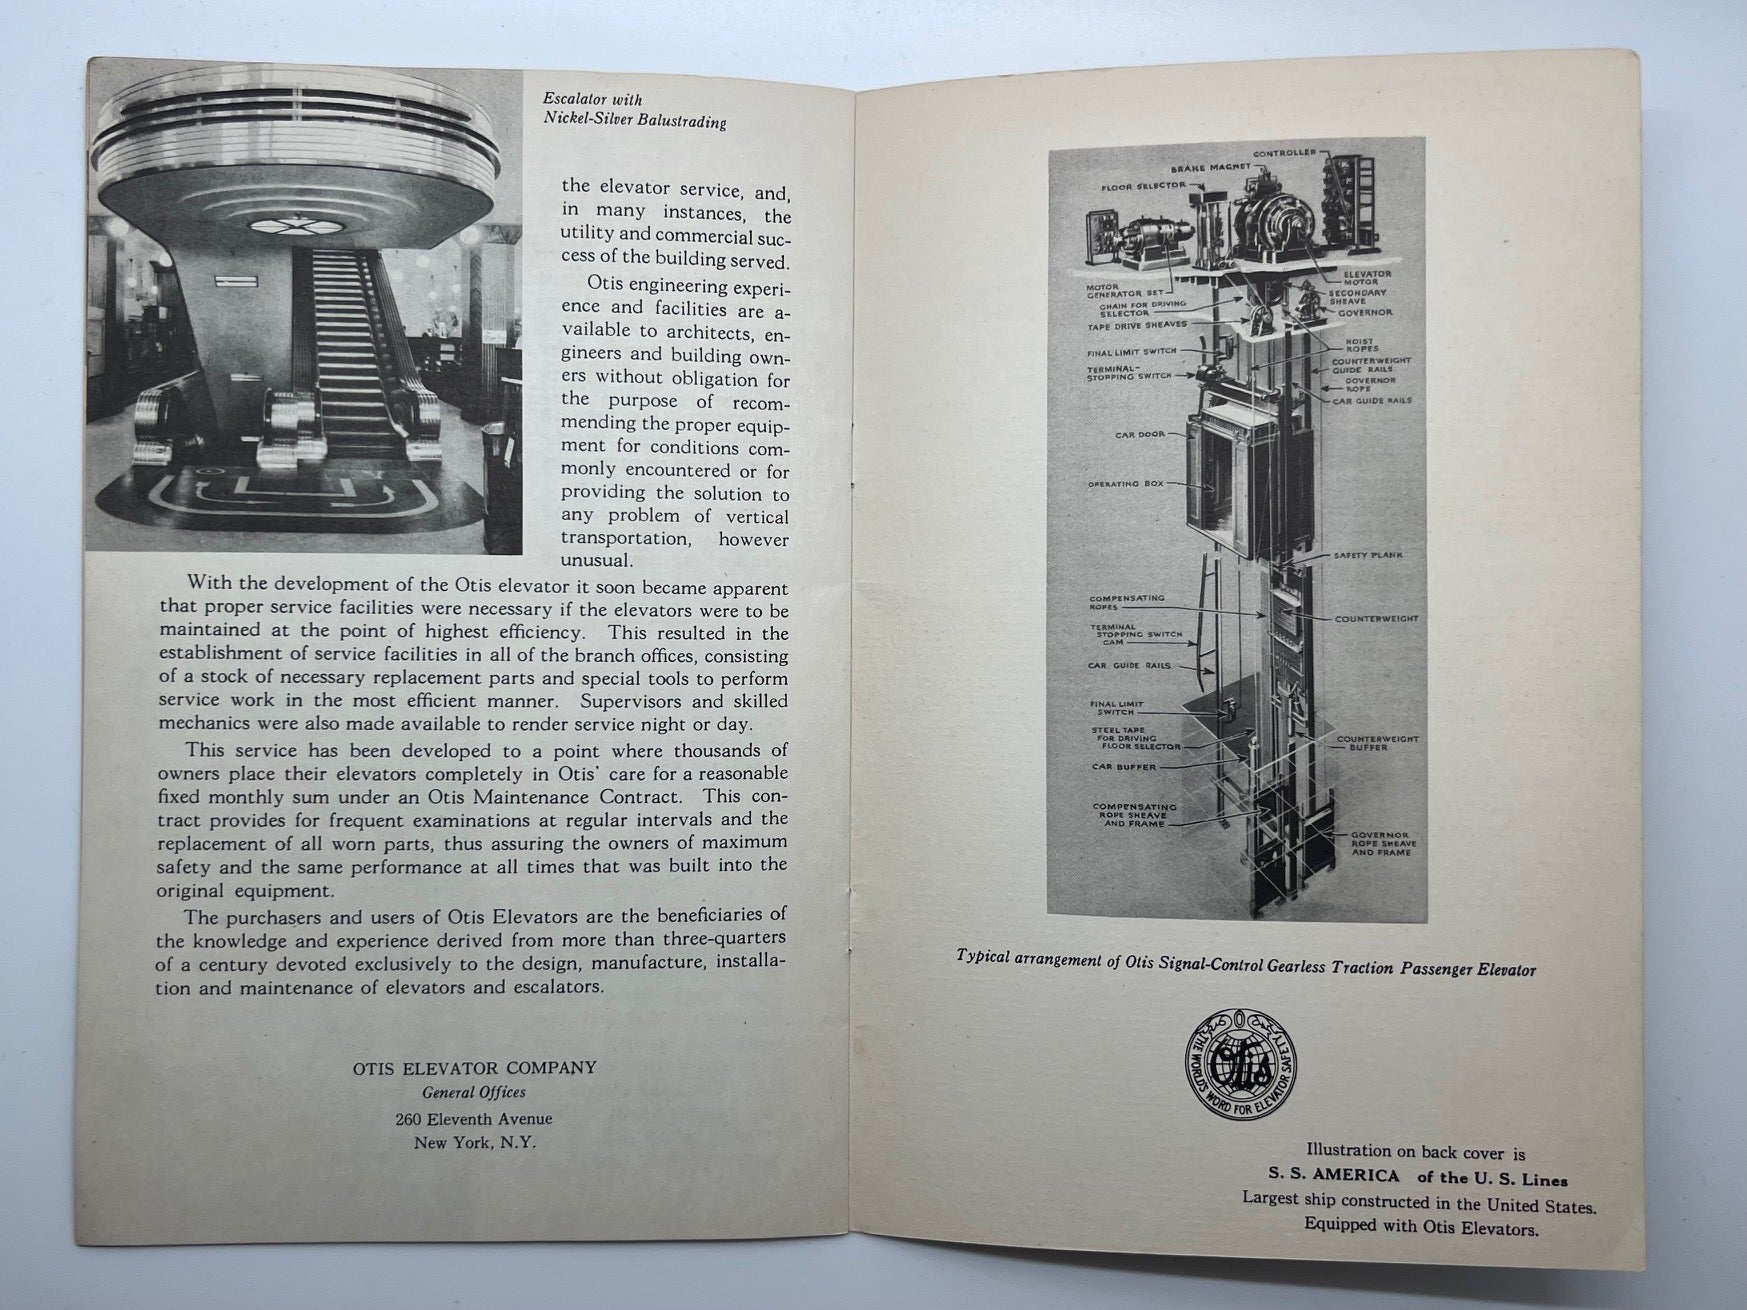 Escalator with
Nickel-Silver Balustrading
the elevator service, and,
in many instances, the
utility and commercial suc-
cess of the building served.
Otis engineering experi-
ence and facilities are a-
vailable to architects, en-
gineers and building own-
ers without obligation for
the purpose of recom-
mending the proper equip-
ment for conditions com-
monly encountered or for
providing the solution to
any problem of vertical
transportation, however
unusual.
With the development of the Otis elevator it soon became apparent
that proper service facilities were necessary if the elevators were to be
maintained at the point of highest efficiency. This resulted in the
establishment of service facilities in all of the branch offices, consisting
of a stock of necessary replacement parts and special tools to perform
service work in the most efficient manner. Supervisors and skilled
mechanics were also made available to render service night or day.
This service has been developed to a point where thousands of
owners place their elevators completely in Otis' care for a reasonable
fixed monthly sum under an Otis Maintenance Contract. This con-
tract provides for frequent examinations at regular intervals and the
replacement of all worn parts, thus assuring the owners of maximum
safety and the same performance at all times that was built into the
original equipment.
The purchasers and users of Otis Elevators are the beneficiaries of
the knowledge and experience derived from more than three-quarters
of a century devoted exclusively to the design, manufacture, installa-
tion and maintenance of elevators and escalators.
OTIS ELEVATOR COMPANY
General Offices
260 Eleventh Avenue
New York, N.Y.
CONTROLLER
BRAKE MAGNET
FLOOR SELECTOR
ELEVATOR
MOTOR
MOTOR
GENERATOR SET
SECONDARY
SHEAVE
CHAIN FOR DRIVING
SELECTOR
GOVERNOR
TAPE DRIVE SHEAVES
HOIST
ROPES
FINAL LIMIT SWITCH
COUNTERWEIGHT
GUIDE RAILS
TERMINAL-
STOPPING SWITCH
GOVERNOR
ROPE
CAR GUIDE RAILS
CAR DOOR
OPERATING BOX
SAFETY PLANK
COMPENSATING
ROPES
COUNTERWEIGHT
TERMINAL
STOPPING SWITCH
CAM
CAR GUIDE RAILS
FINAL LIMIT
SWITCH
STEEL TAPE
FOR DRIVING
FLOOR SELECTOR
COUNTERWEIGHT
BUFFER
CAR BUFFER
COMPENSATING
ROPE SHEAVE
AND FRAME
GOVERNOR
ROPE SHEAVE
AND FRAME
Typical arrangement of Otis Signal-Control Gearless Traction Passenger Elevator
Otis
THE WORLD'S WORD FOR ELEVATOR SAFETY
Illustration on back cover is
S. S. AMERICA of the U. S. Lines
Largest ship constructed in the United States.
Equipped with Otis Elevators.